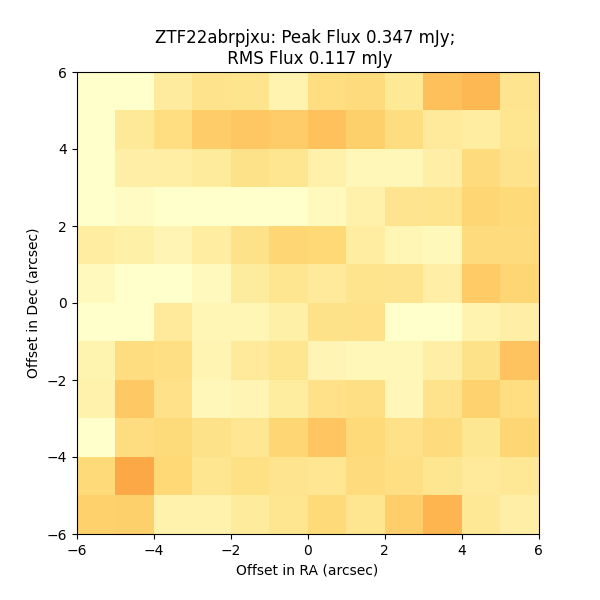 ZTF22abrpjxu: Peak Flux 0.347 mJy;
RMS Flux 0.117 mJy
6
4
2
0
−2
−4
−6
Offset in Dec (arcsec)
−6 −4 −2 0 2 4 6
Offset in RA (arcsec)